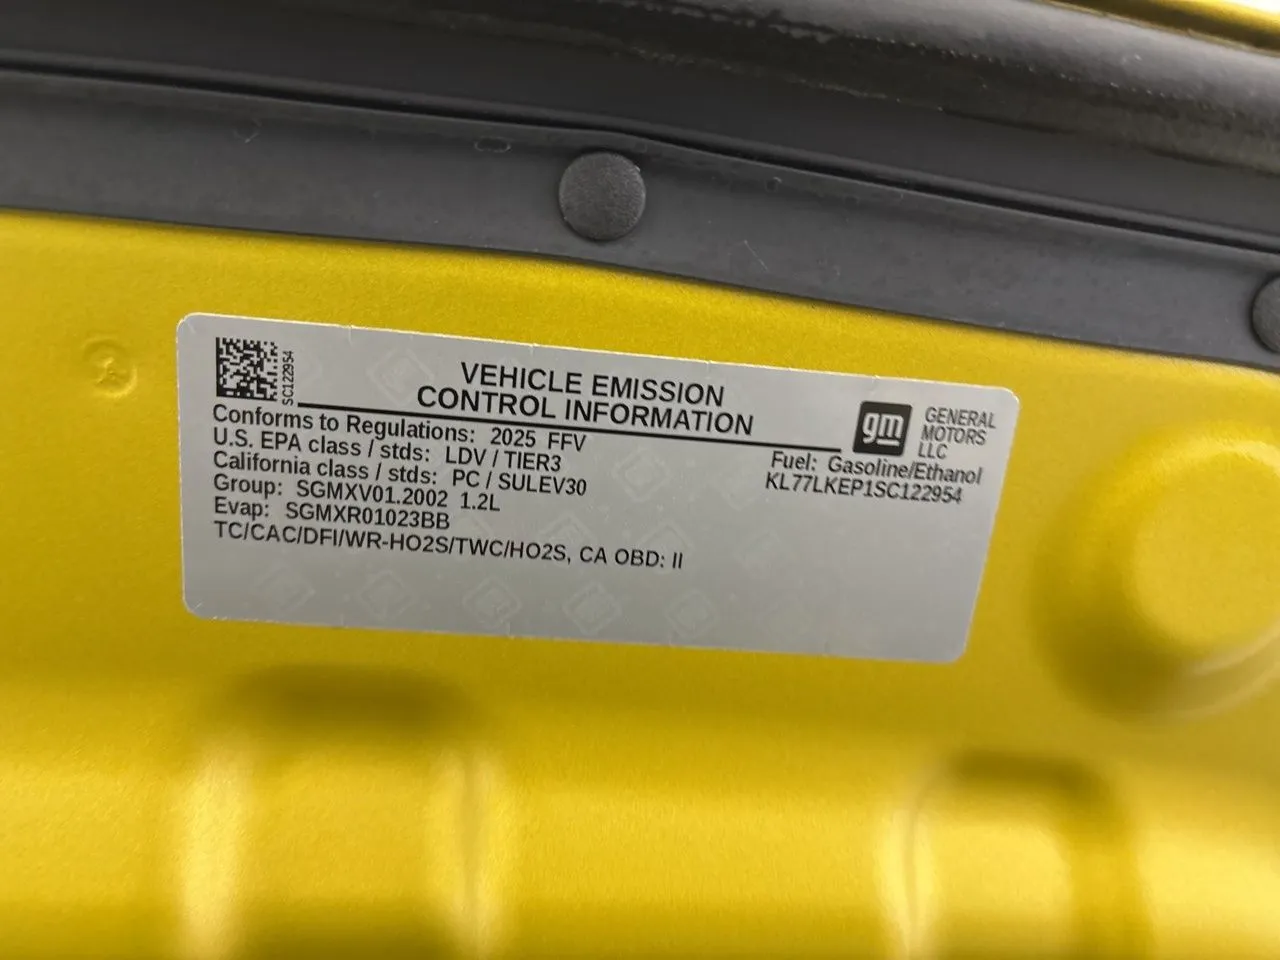 SC122954
VEHICLE EMISSION
CONTROL INFORMATION
gm
GENERAL
MOTORS
LLC
Conforms to Regulations: 2025 FFV
U.S. EPA class / stds: LDV / TIER3
California class / stds: PC / SULEV30
Group: SGMXV01.2002 1.2L
Evap: SGMXR01023BB
TC/CAC/DFI/WR-HO2S/TWC/HO2S, CA OBD: II
Fuel: Gasoline/Ethanol
KL77LKEP1SC122954